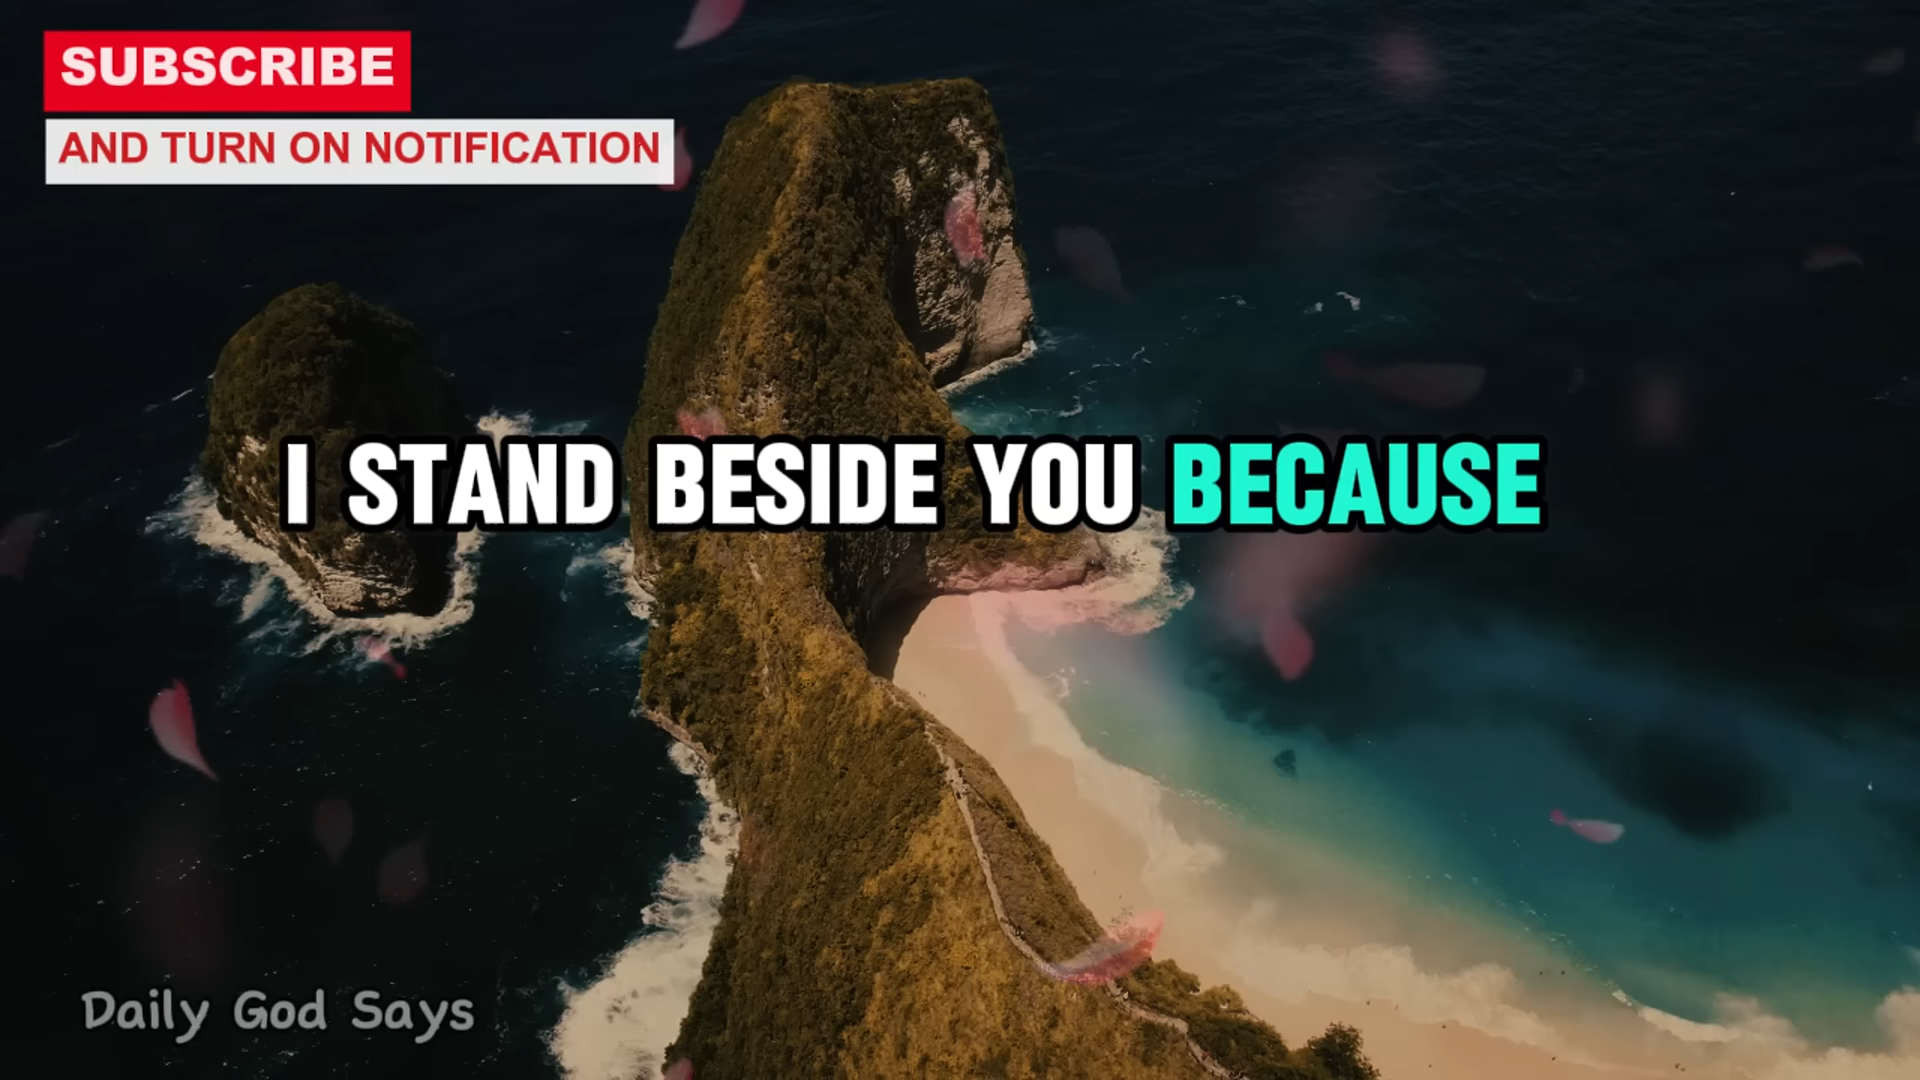 SUBSCRIBE
AND TURN ON NOTIFICATION
I STAND BESIDE YOU BECAUSE
Daily God Says